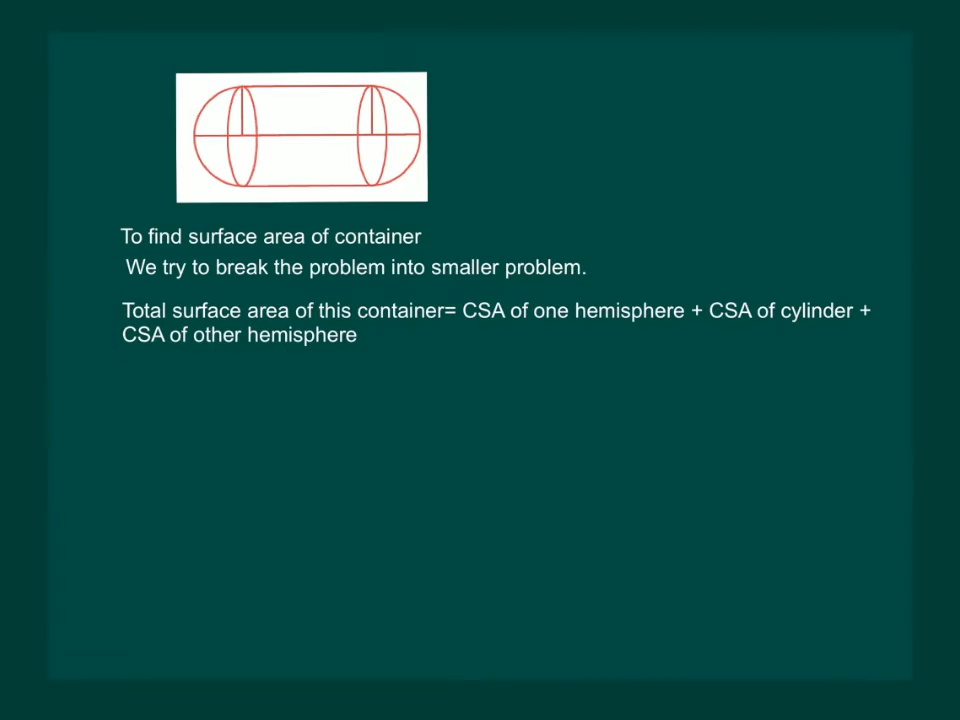 To find surface area of container
We try to break the problem into smaller problem.
Total surface area of this container= CSA of one hemisphere + CSA of cylinder +
CSA of other hemisphere